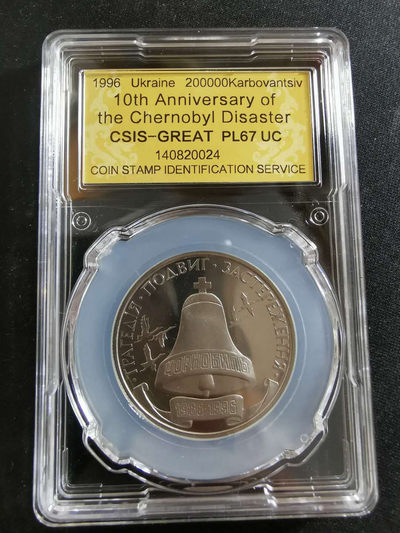 1996 Ukraine 200000Karbovantsiv
10th Anniversary of
the Chernobyl Disaster
CSIS-GREAT PL67 UC
140820024
COIN STAMP IDENTIFICATION SERVICE
ТРАГЕДІЯ · ПОДВИГ · ЗАСТЕРЕЖЕННЯ
ЧОРНОБИЛЬ
1986-1996